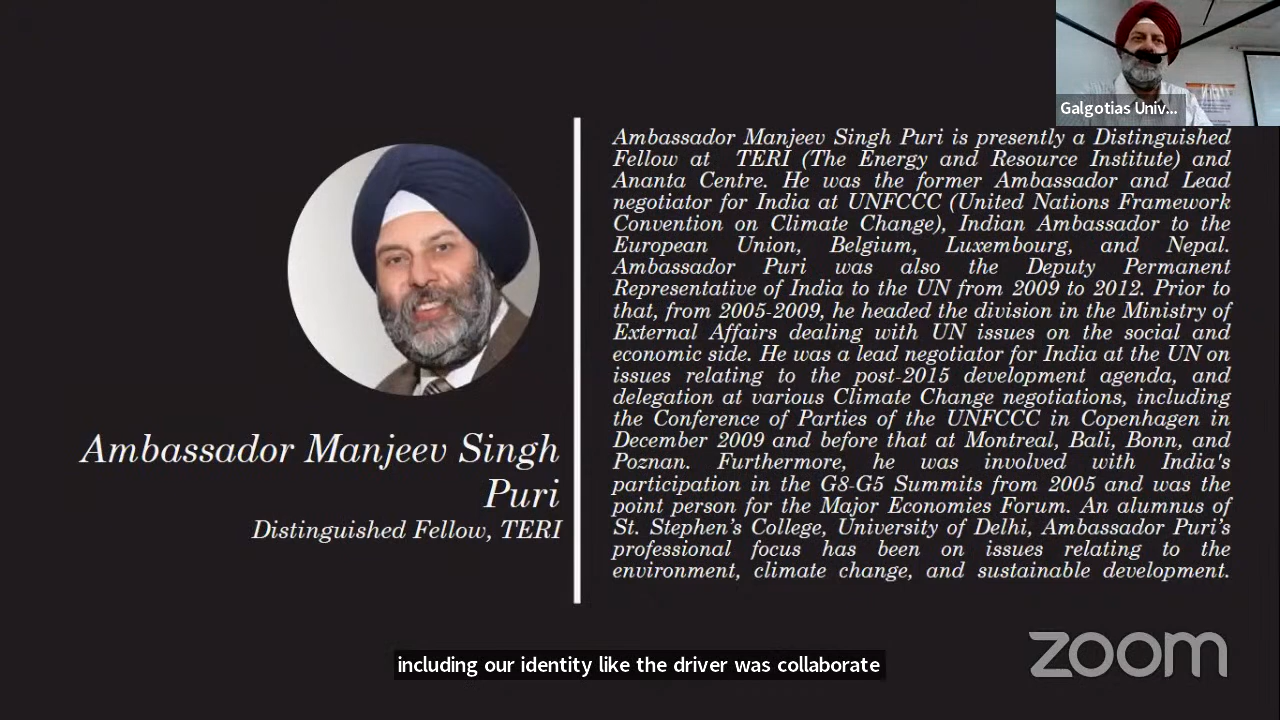 Galgotias Univ...
Ambassador Manjeev Singh Puri is presently a Distinguished
Fellow at TERI (The Energy and Resource Institute) and
Ananta Centre. He was the former Ambassador and Lead
negotiator for India at UNFCCC (United Nations Framework
Convention on Climate Change), Indian Ambassador to the
European Union, Belgium, Luxembourg, and Nepal.
Ambassador Puri was also the Deputy Permanent
Representative of India to the UN from 2009 to 2012. Prior to
that, from 2005-2009, he headed the division in the Ministry of
External Affairs dealing with UN issues on the social and
economic side. He was a lead negotiator for India at the UN on
issues relating to the post-2015 development agenda, and
delegation at various Climate Change negotiations, including
the Conference of Parties of the UNFCCC in Copenhagen in
December 2009 and before that at Montreal, Bali, Bonn, and
Poznan. Furthermore, he was involved with India's
participation in the G8-G5 Summits from 2005 and was the
point person for the Major Economies Forum. An alumnus of
St. Stephen's College, University of Delhi, Ambassador Puri's
professional focus has been on issues relating to the
environment, climate change, and sustainable development.
Ambassador Manjeev Singh
Puri
Distinguished Fellow, TERI
including our identity like the driver was collaborate
zoom